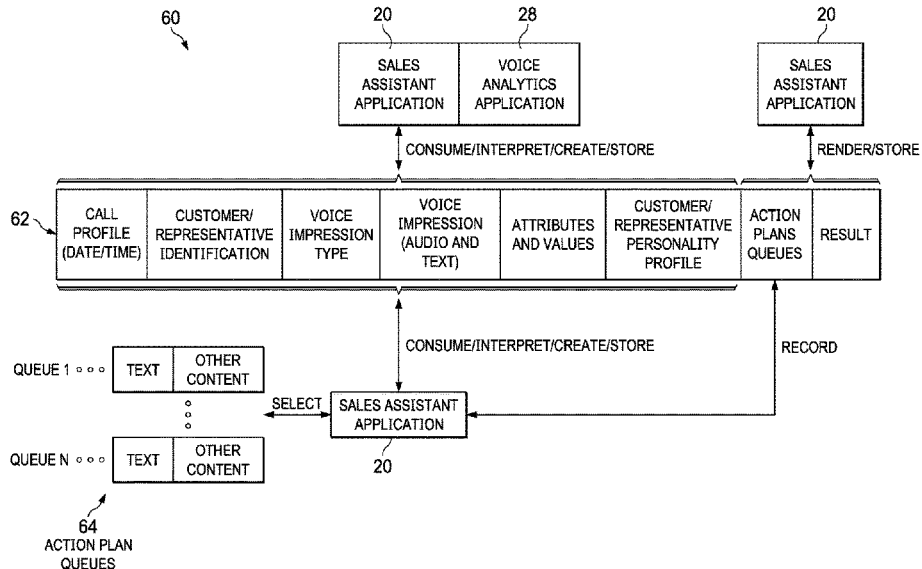 60
20
28
20
SALES
ASSISTANT
APPLICATION
VOICE
ANALYTICS
APPLICATION
SALES
ASSISTANT
APPLICATION
CONSUME/INTERPRET/CREATE/STORE
RENDER/STORE
62
CALL
PROFILE
(DATE/TIME)
CUSTOMER/
REPRESENTATIVE
IDENTIFICATION
VOICE
IMPRESSION
TYPE
VOICE
IMPRESSION
(AUDIO AND
TEXT)
ATTRIBUTES
AND VALUES
CUSTOMER/
REPRESENTATIVE
PERSONALITY
PROFILE
ACTION
PLANS
QUEUES
RESULT
CONSUME/INTERPRET/CREATE/STORE
RECORD
QUEUE 1
TEXT
OTHER
CONTENT
SELECT
SALES ASSISTANT
APPLICATION
20
QUEUE N
TEXT
OTHER
CONTENT
64
ACTION PLAN
QUEUES